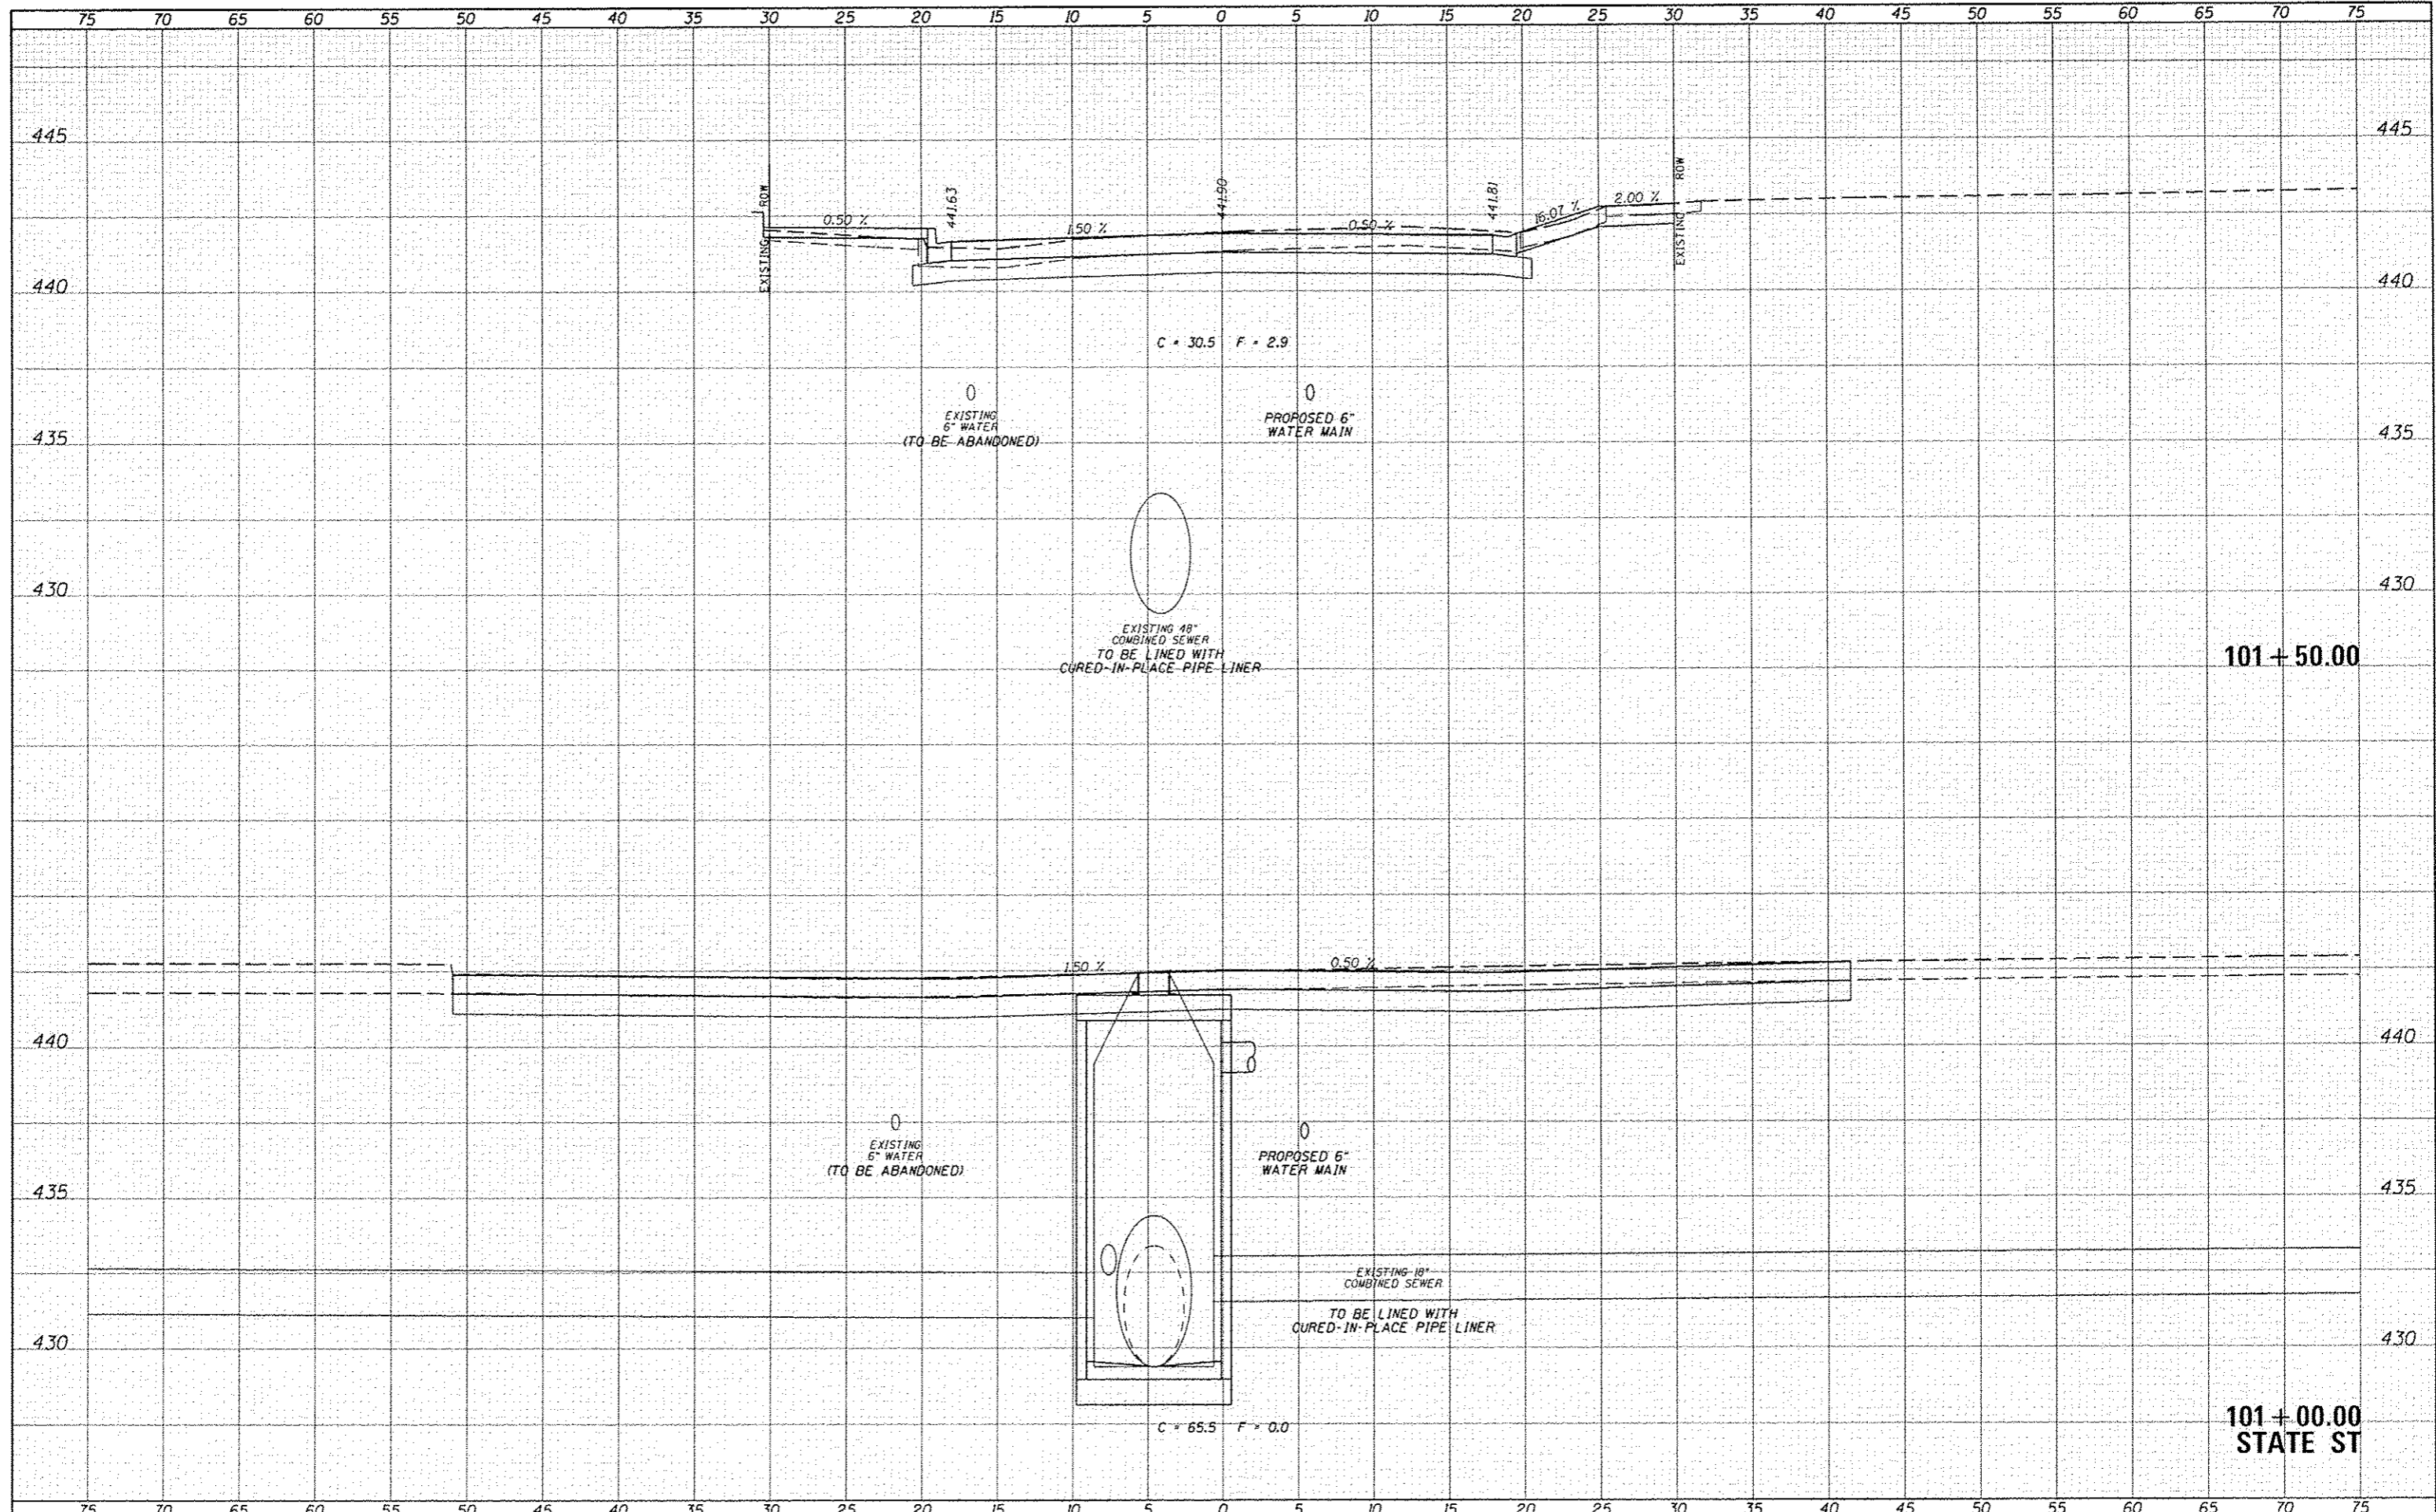 75 70 65 60 55 50 45 40 35 30 25 20 15 10 5 0 5 10 15 20 25 30 35 40 45 50 55 60 65 70 75
445 445
EXISTING ROW
0.50 %
441.63
1.50 %
441.90
0.50 %
441.81
16.07 %
2.00 %
EXISTING ROW
440 440
C = 30.5 F = 2.9
EXISTING
6" WATER
(TO BE ABANDONED)
PROPOSED 6"
WATER MAIN
435 435
430 430
EXISTING 48"
COMBINED SEWER
TO BE LINED WITH
CURED-IN-PLACE PIPE LINER
101+50.00
1.50 %
0.50 %
440 440
EXISTING
6" WATER
(TO BE ABANDONED)
PROPOSED 6"
WATER MAIN
435 435
EXISTING 18"
COMBINED SEWER
TO BE LINED WITH
CURED-IN-PLACE PIPE LINER
430 430
C = 65.5 F = 0.0
101+00.00
STATE ST
75 70 65 60 55 50 45 40 35 30 25 20 15 10 5 0 5 10 15 20 25 30 35 40 45 50 55 60 65 70 75